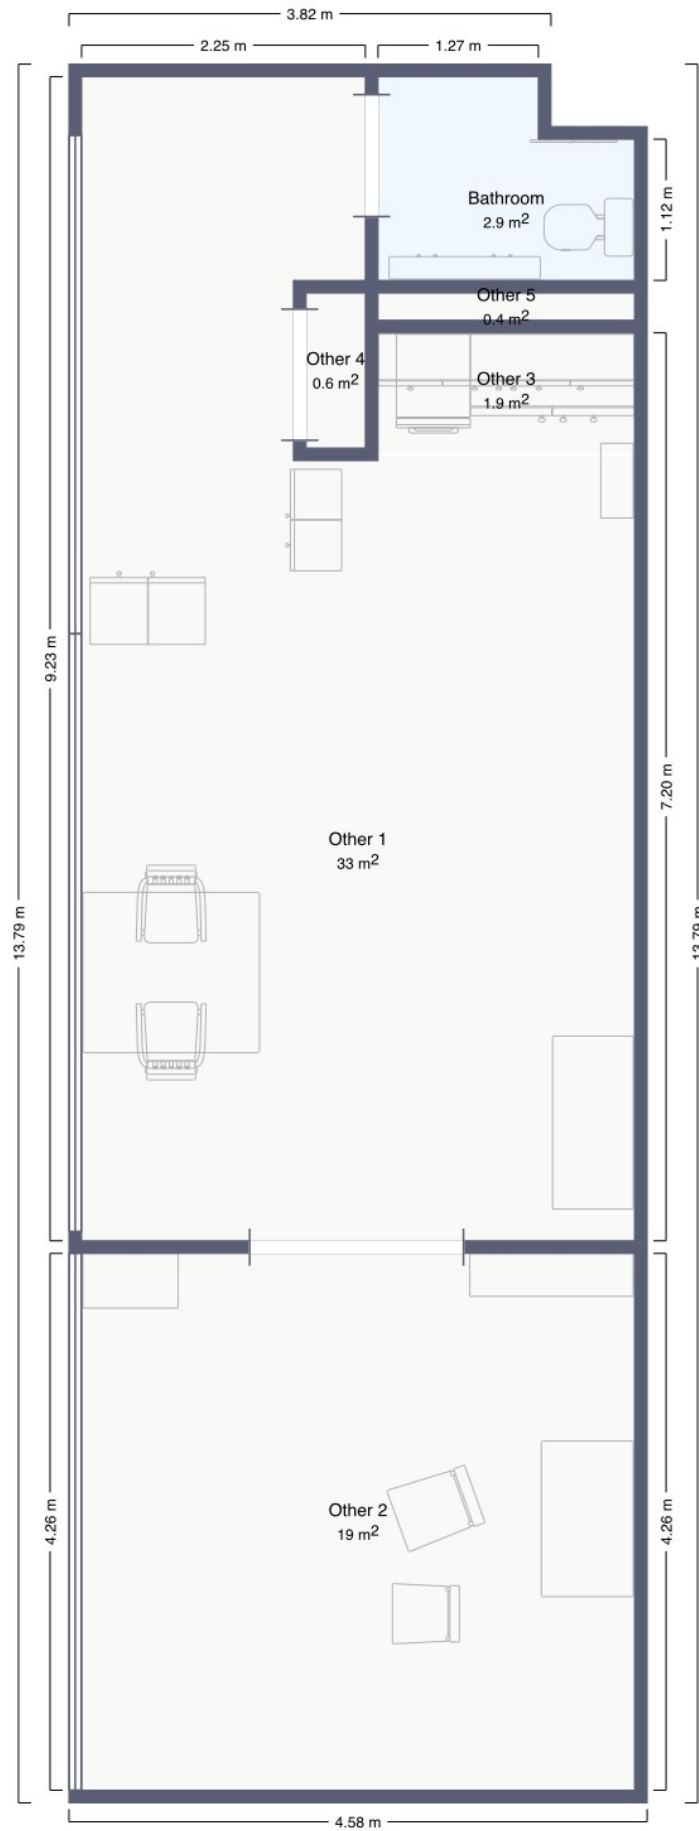 3.82 m
2.25 m
1.27 m
Bathroom
2.9 m²
1.12 m
Other 5
0.4 m²
Other 4
0.6 m²
Other 3
1.9 m²
9.23 m
7.20 m
Other 1
33 m²
13.79 m
13.79 m
4.26 m
Other 2
19 m²
4.26 m
4.58 m